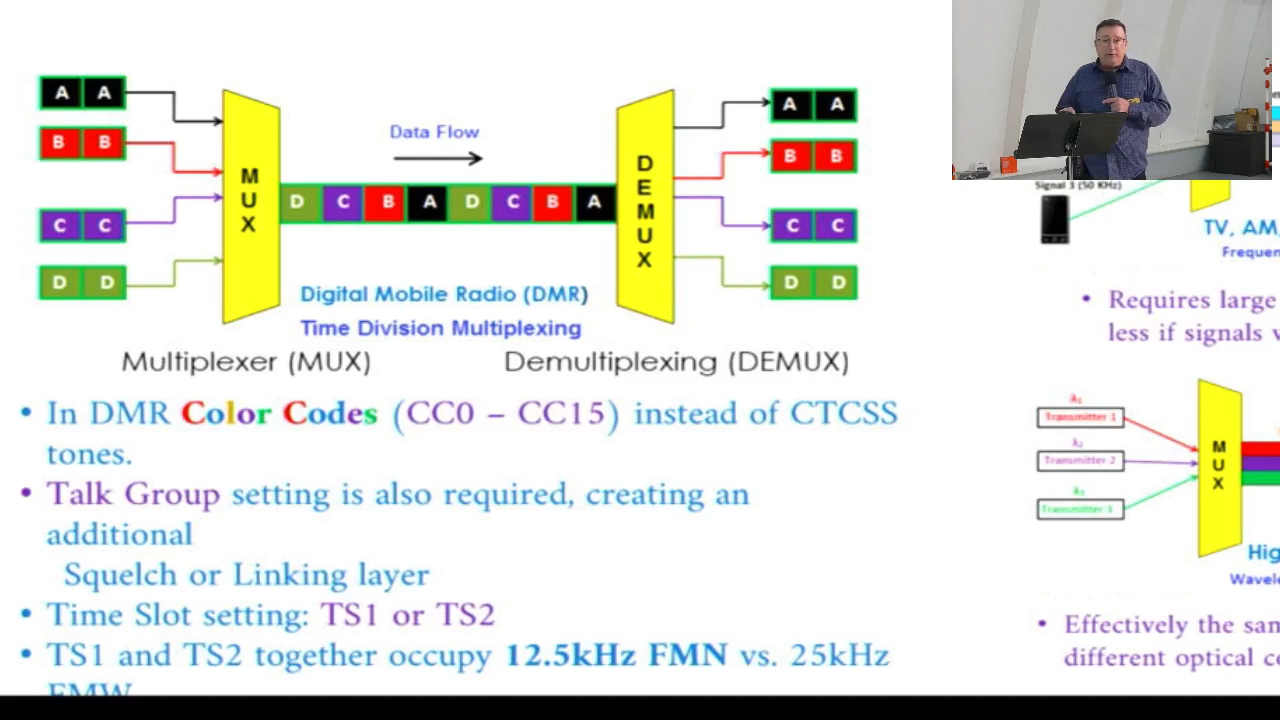 A A
B B
C C
D D
MUX
Data Flow
D C B A D C B A
DEMUX
A A
B B
C C
D D
Digital Mobile Radio (DMR)
Time Division Multiplexing
Multiplexer (MUX)
Demultiplexing (DEMUX)
• In DMR Color Codes (CC0 – CC15) instead of CTCSS
tones.
• Talk Group setting is also required, creating an
additional
Squelch or Linking layer
• Time Slot setting: TS1 or TS2
• TS1 and TS2 together occupy 12.5kHz FMN vs. 25kHz
FMW
Signal 3 (50 KHz)
TV, AM,
Frequen
• Requires large
less if signals v
λ1
Transmitter 1
λ2
Transmitter 2
λ3
Transmitter 3
MUX
Hig
Wavele
• Effectively the sam
different optical co